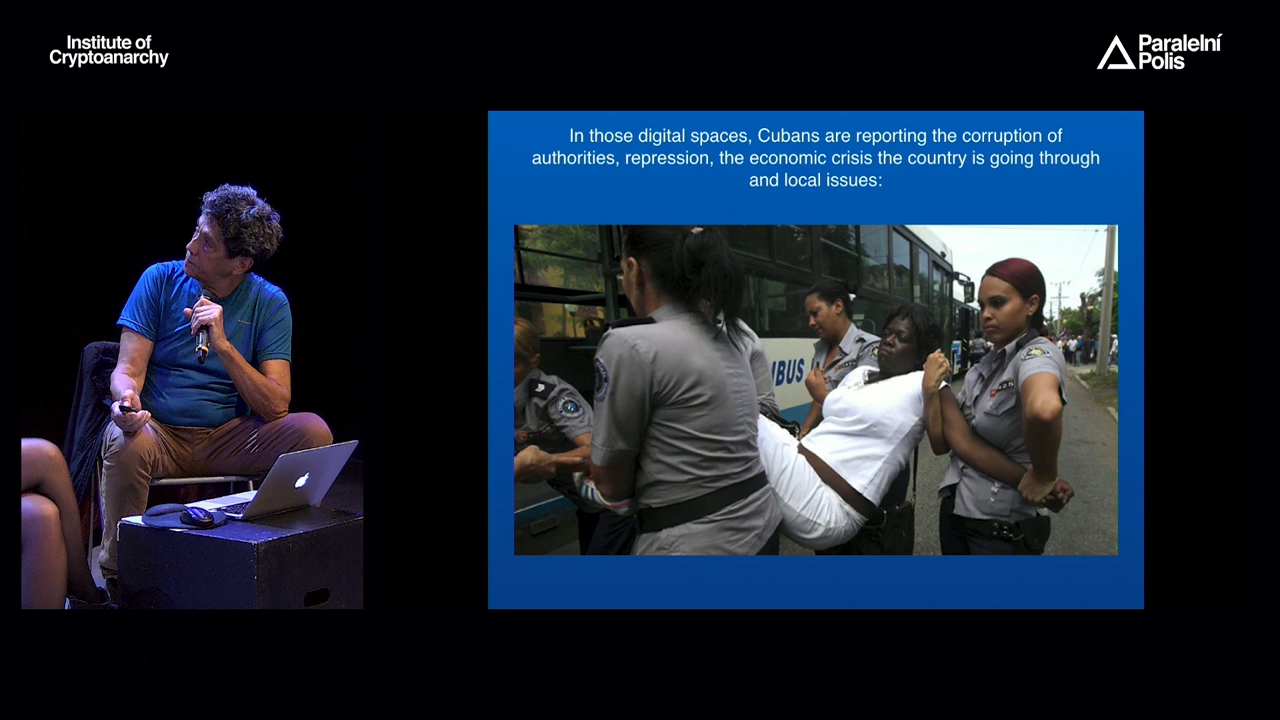 Institute of
Cryptoanarchy
Paralelní
Polis
In those digital spaces, Cubans are reporting the corruption of
authorities, repression, the economic crisis the country is going through
and local issues:
IBUS